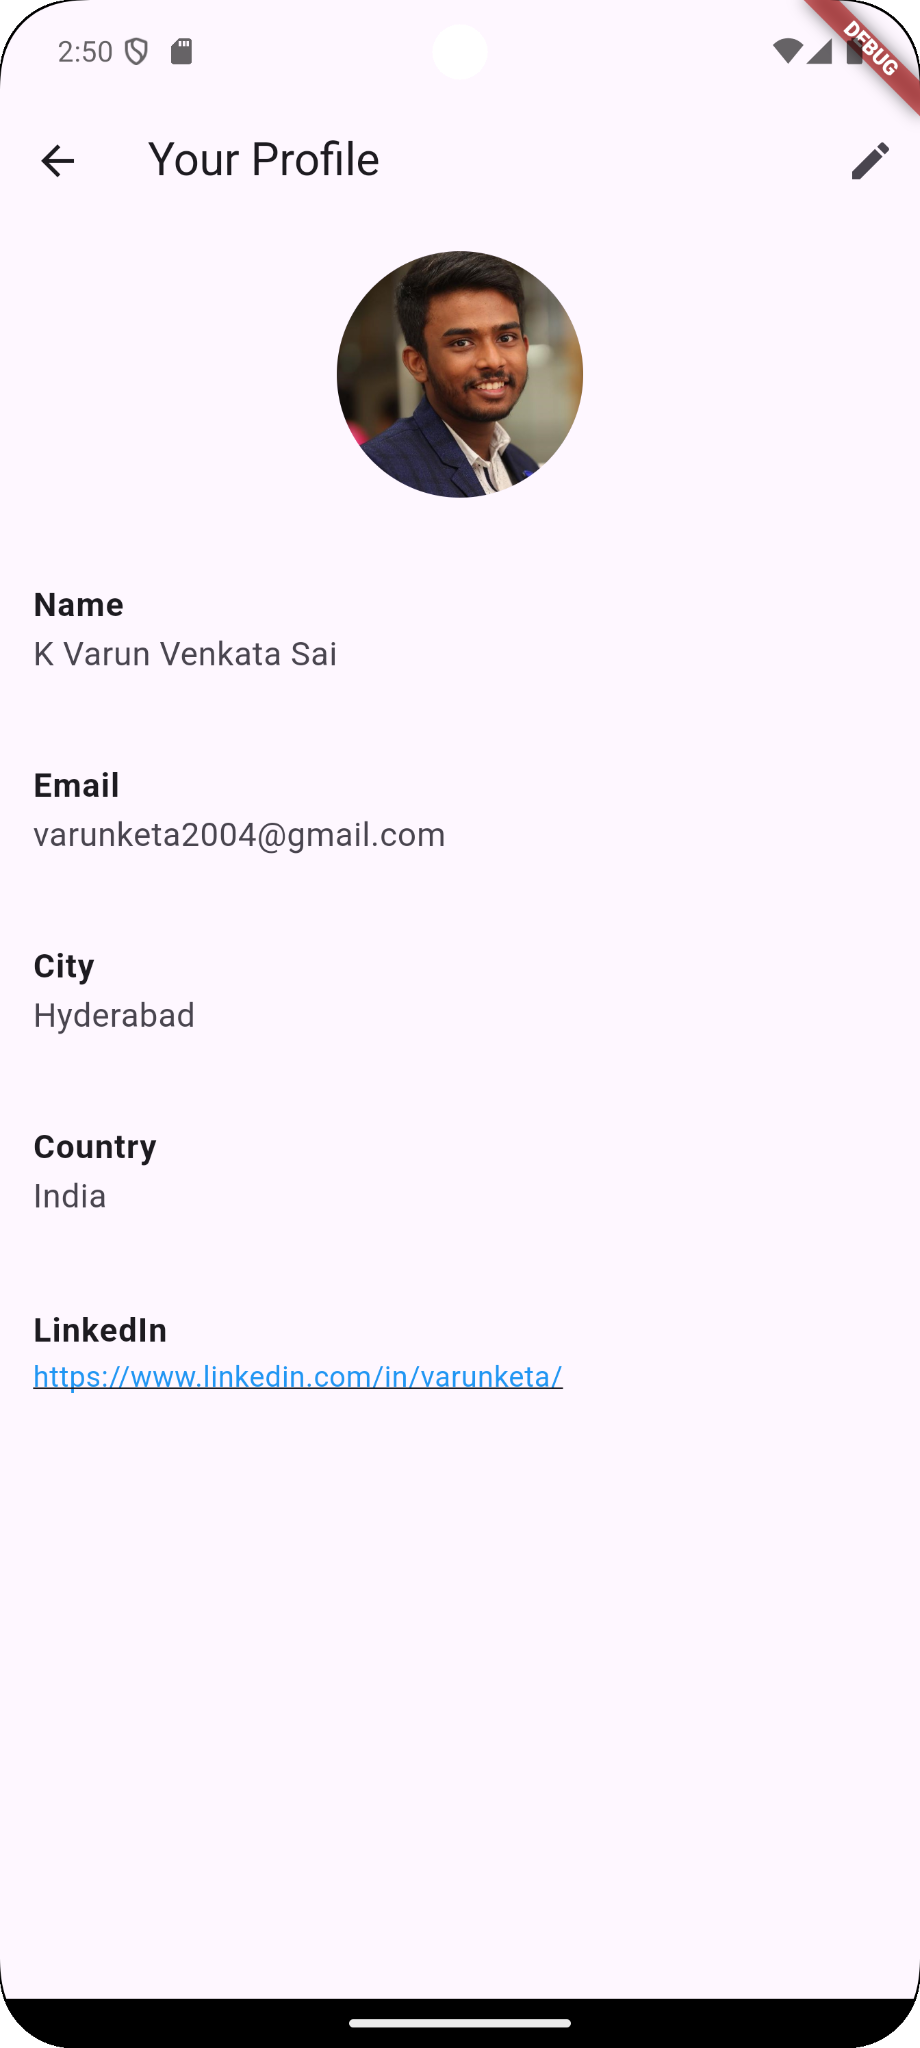 2:50
DEBUG
Your Profile
Name
K Varun Venkata Sai
Email
varunketa2004@gmail.com
City
Hyderabad
Country
India
LinkedIn
https://www.linkedin.com/in/varunketa/